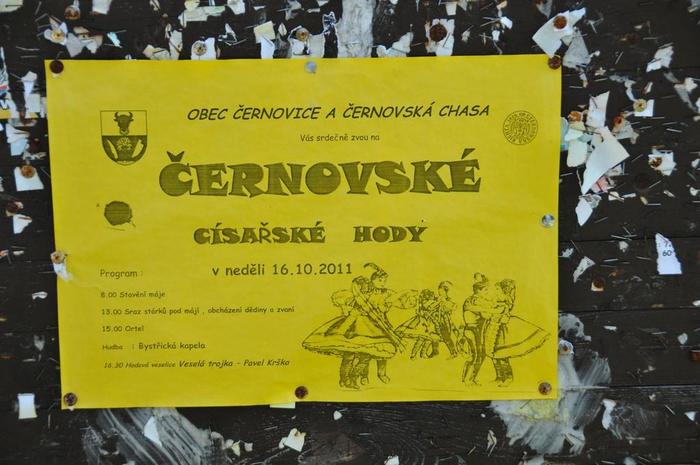 OBEC ČERNOVICE A ČERNOVSKÁ CHASA
Vás srdečně zvou na
ČERNOVSKÉ
CÍSAŘSKÉ HODY
v neděli 16.10.2011
Program :
8.00 Stavění máje
13.00 Sraz stárků pod májí , obcházení dědiny a zvaní
15.00 Ortel
Hudba : Bystřická kapela
16.30 Hodová veselice Veselá trojka - Pavel Krška